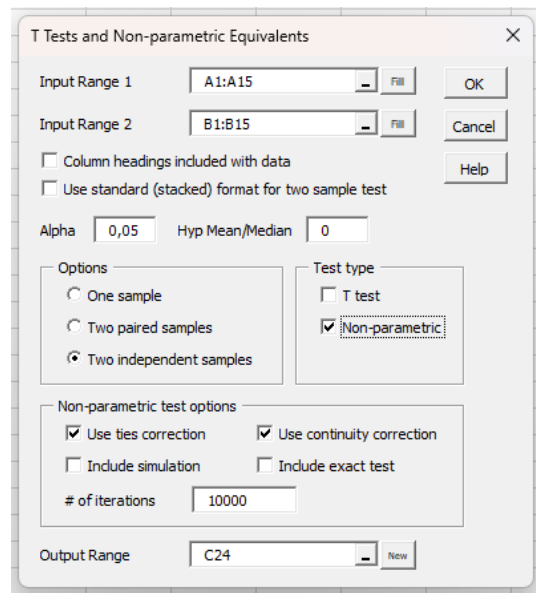 T Tests and Non-parametric Equivalents
Input Range 1 A1:A15 Fill OK
Input Range 2 B1:B15 Fill Cancel
Column headings included with data Help
Use standard (stacked) format for two sample test
Alpha 0,05 Hyp Mean/Median 0
Options Test type
One sample T test
Two paired samples Non-parametric
Two independent samples
Non-parametric test options
Use ties correction Use continuity correction
Include simulation Include exact test
# of iterations 10000
Output Range C24 New